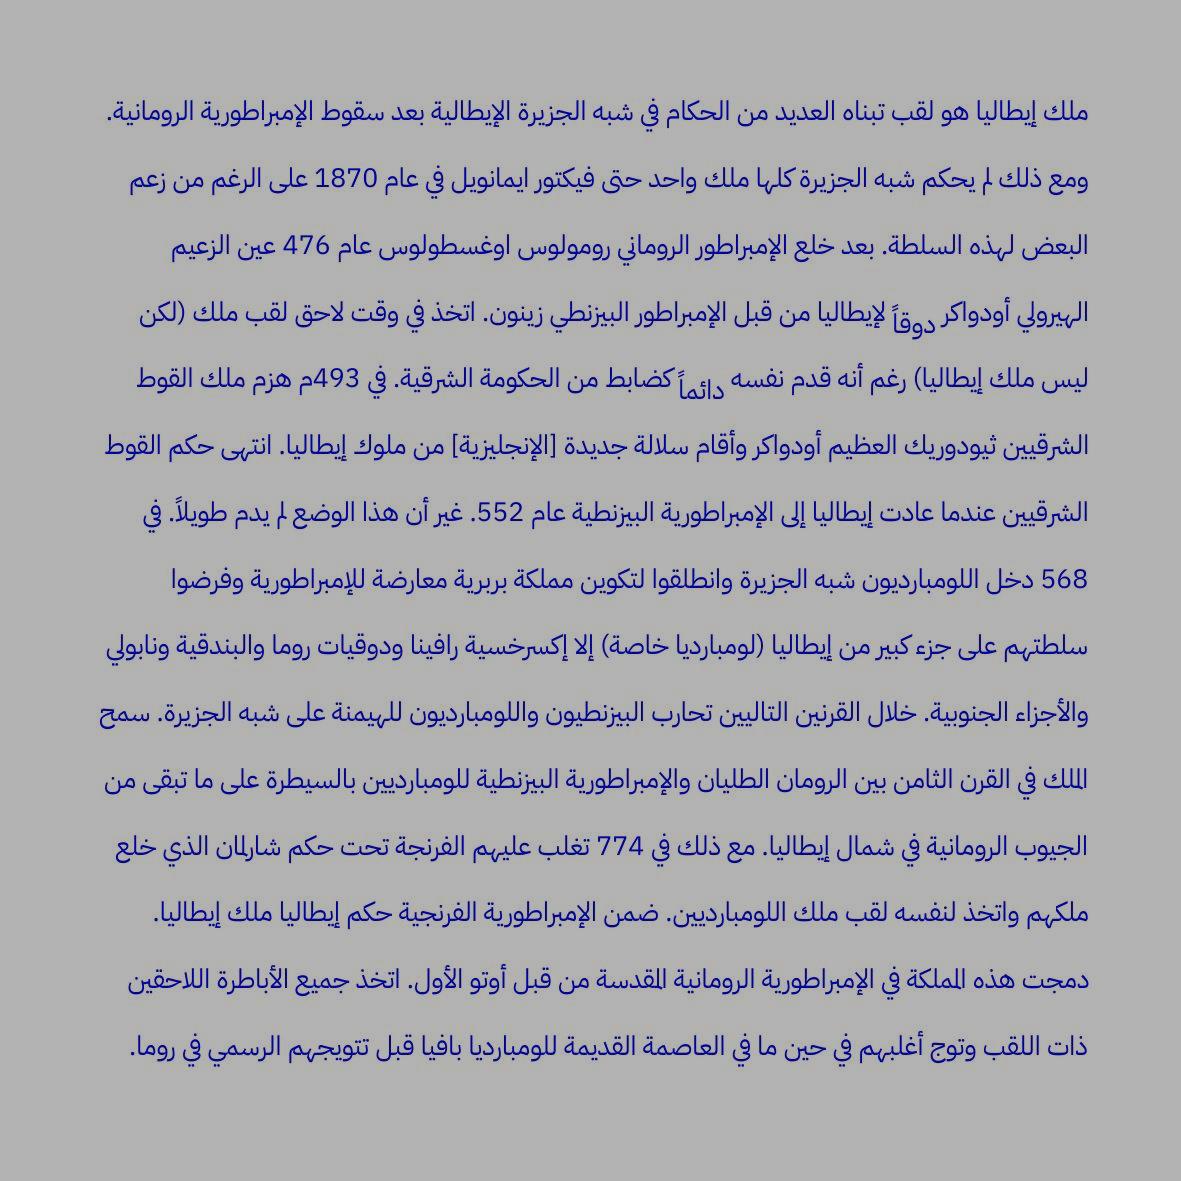 ملك إيطاليا هو لقب تبناه العديد من الحكام في شبه الجزيرة الإيطالية بعد سقوط الإمبراطورية الرومانية.
ومع ذلك لم يحكم شبه الجزيرة كلها ملك واحد حتى فيكتور ايمانويل في عام 1870 على الرغم من زعم
البعض لهذه السلطة. بعد خلع الإمبراطور الروماني رومولوس اوغسطولوس عام 476 عين الزعيم
الهيرولي أودواكر دوقاً لإيطاليا من قبل الإمبراطور البيزنطي زينون. اتخذ في وقت لاحق لقب ملك (لكن
ليس ملك إيطاليا) رغم أنه قدم نفسه دائماً كضابط من الحكومة الشرقية. في 493م هزم ملك القوط
الشرقيين ثيودوريك العظيم أودواكر وأقام سلالة جديدة [الإنجليزية] من ملوك إيطاليا. انتهى حكم القوط
الشرقيين عندما عادت إيطاليا إلى الإمبراطورية البيزنطية عام 552. غير أن هذا الوضع لم يدم طويلاً. في
568 دخل اللومبارديون شبه الجزيرة وانطلقوا لتكوين مملكة بربرية معارضة للإمبراطورية وفرضوا
سلطتهم على جزء كبير من إيطاليا (لومبارديا خاصة) إلا إكسرخسية رافينا ودوقيات روما والبندقية ونابولي
والأجزاء الجنوبية. خلال القرنين التاليين تحارب البيزنطيون واللومبارديون للهيمنة على شبه الجزيرة. سمح
الملك في القرن الثامن بين الرومان الطليان والإمبراطورية البيزنطية للومبارديين بالسيطرة على ما تبقى من
الجيوب الرومانية في شمال إيطاليا. مع ذلك في 774 تغلب عليهم الفرنجة تحت حكم شارلمان الذي خلع
ملكهم واتخذ لنفسه لقب ملك اللومبارديين. ضمن الإمبراطورية الفرنجية حكم إيطاليا ملك إيطاليا.
دمجت هذه المملكة في الإمبراطورية الرومانية المقدسة من قبل أوتو الأول. اتخذ جميع الأباطرة اللاحقين
ذات اللقب وتوج أغلبهم في حين ما في العاصمة القديمة للومبارديا بافيا قبل تتويجهم الرسمي في روما.